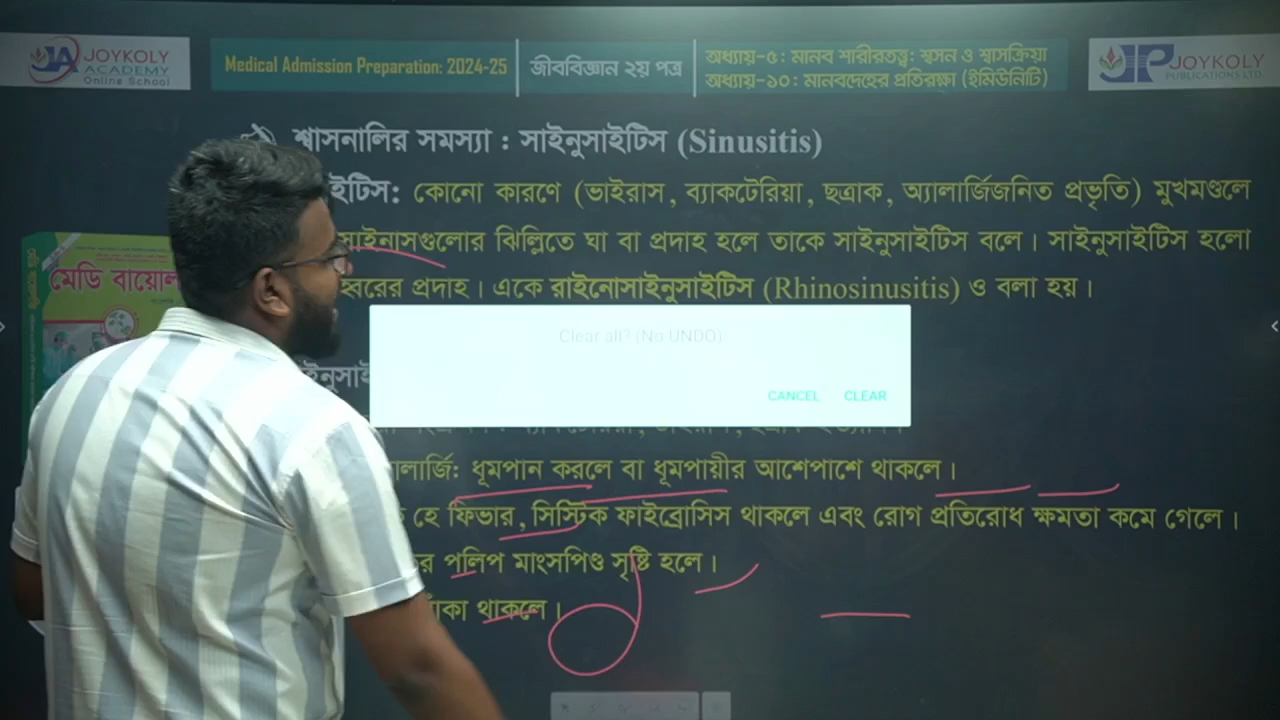 JOYKOLY
ACADEMY
Online School
Medical Admission Preparation: 2024-25
জীববিজ্ঞান ২য় পত্র
অধ্যায়-৫: মানব শারীরতত্ত্ব: শ্বসন ও শ্বাসক্রিয়া
অধ্যায়-১০: মানবদেহের প্রতিরক্ষা (ইমিউনিটি)
JOYKOLY
PUBLICATIONS LTD.
শ্বাসনালির সমস্যা : সাইনুসাইটিস (Sinusitis)
ইটিস: কোনো কারণে (ভাইরাস, ব্যাকটেরিয়া, ছত্রাক, অ্যালার্জিজনিত প্রভৃতি) মুখমণ্ডলে
সাইনাসগুলোর ঝিল্লিতে ঘা বা প্রদাহ হলে তাকে সাইনুসাইটিস বলে। সাইনুসাইটিস হলো
হ্বরের প্রদাহ। একে রাইনোসাইনুসাইটিস (Rhinosinusitis) ও বলা হয়।
মেডি বায়োল
Clear all? (No UNDO)
CANCEL CLEAR
ইনুসাই
লার্জি: ধূমপান করলে বা ধূমপায়ীর আশেপাশে থাকলে।
হে ফিভার, সিস্টিক ফাইব্রোসিস থাকলে এবং রোগ প্রতিরোধ ক্ষমতা কমে গেলে।
র পলিপ মাংসপিণ্ড সৃষ্টি হলে।
াঁকা থাকলে।